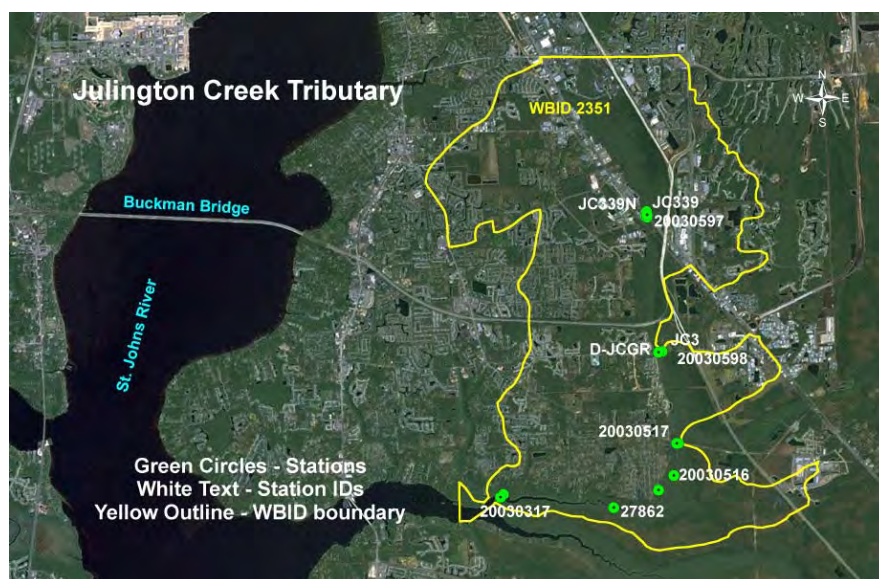 Julington Creek Tributary
WBID 2351
N
W E
S
Buckman Bridge
JC339N
JC339
20030597
St. Johns River
D-JCGR
JC3
20030598
20030517
20030516
Green Circles - Stations
White Text - Station IDs
Yellow Outline - WBID boundary
20030317
27862